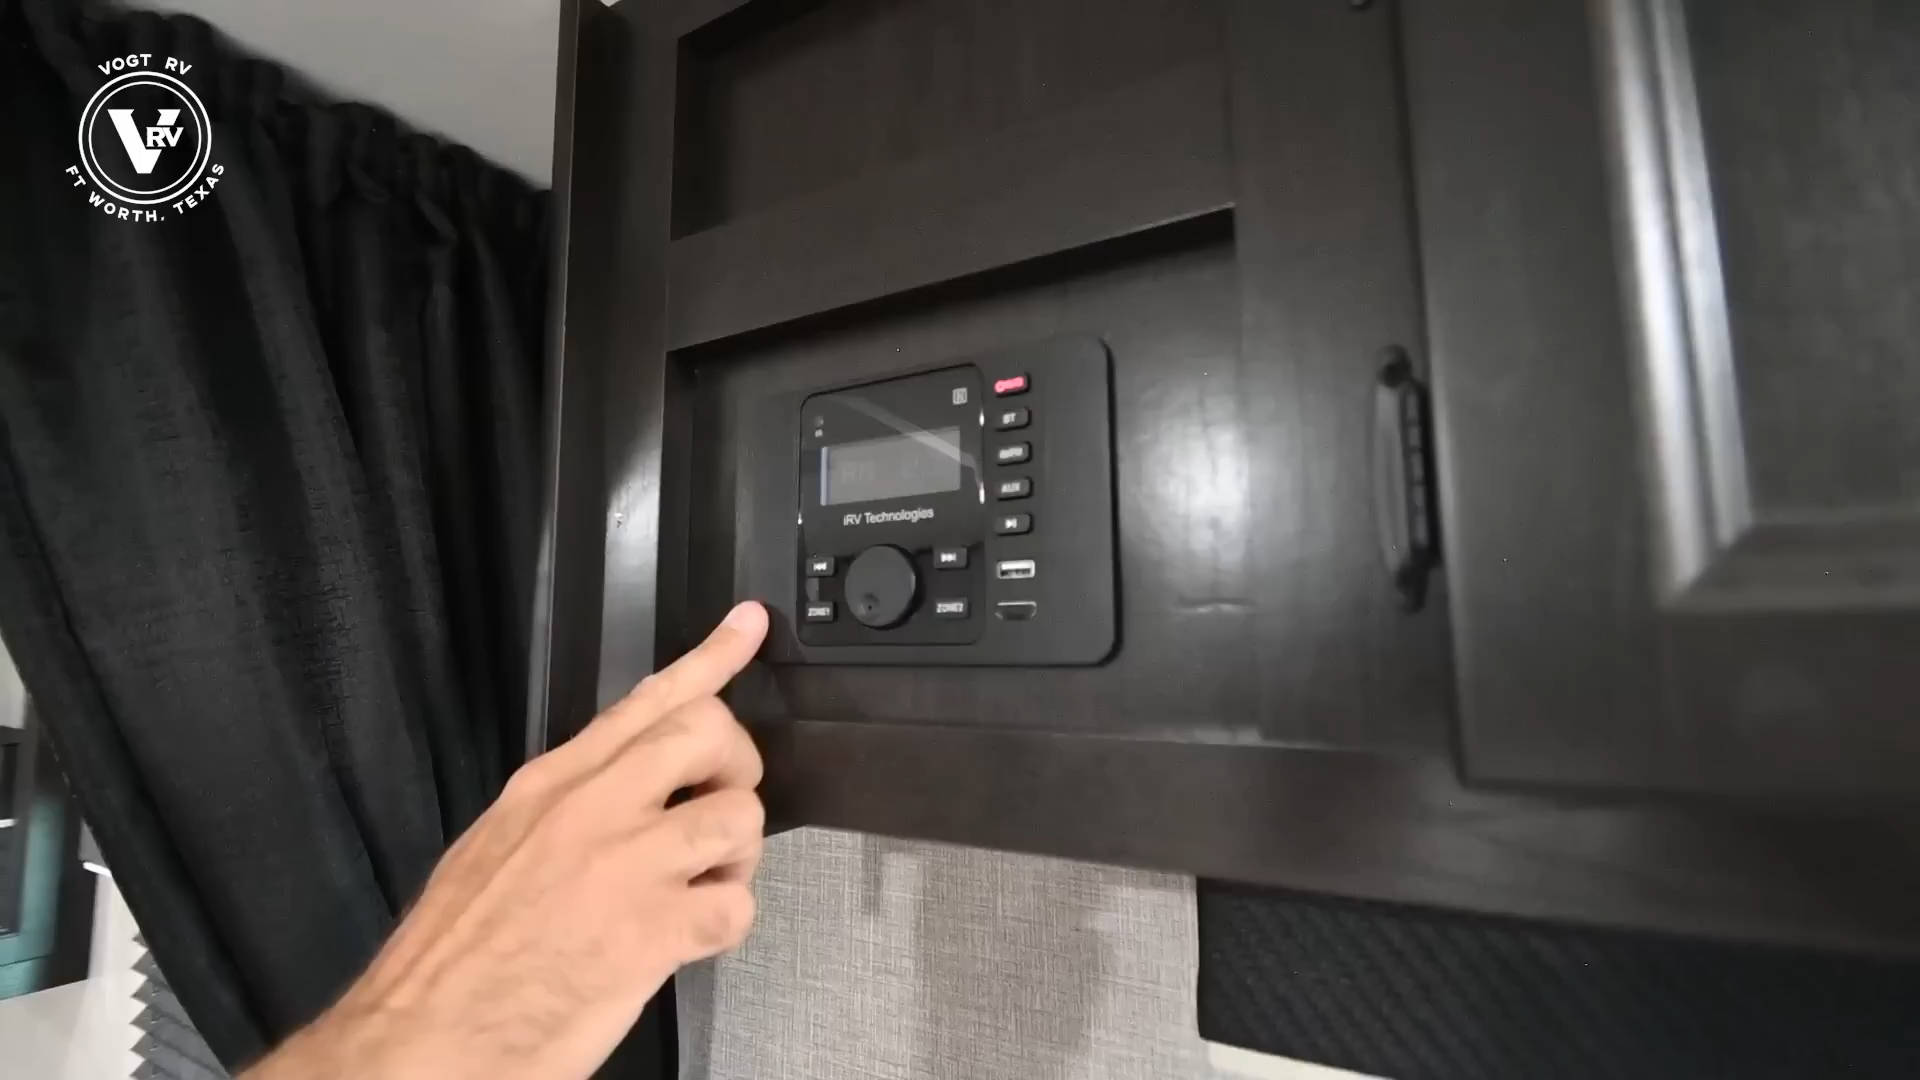 VOGT RV
V RV
FT WORTH, TEXAS
BT
AUX
iRV Technologies
ZONE1
ZONE2